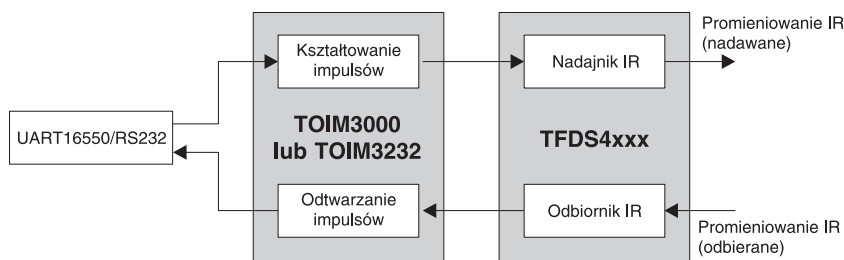 Kształtowanie
impulsów
Nadajnik IR
Promieniowanie IR
(nadawane)
UART16550/RS232
TOIM3000
lub TOIM3232
TFDS4xxx
Odtwarzanie
impulsów
Odbiornik IR
Promieniowanie IR
(odbierane)